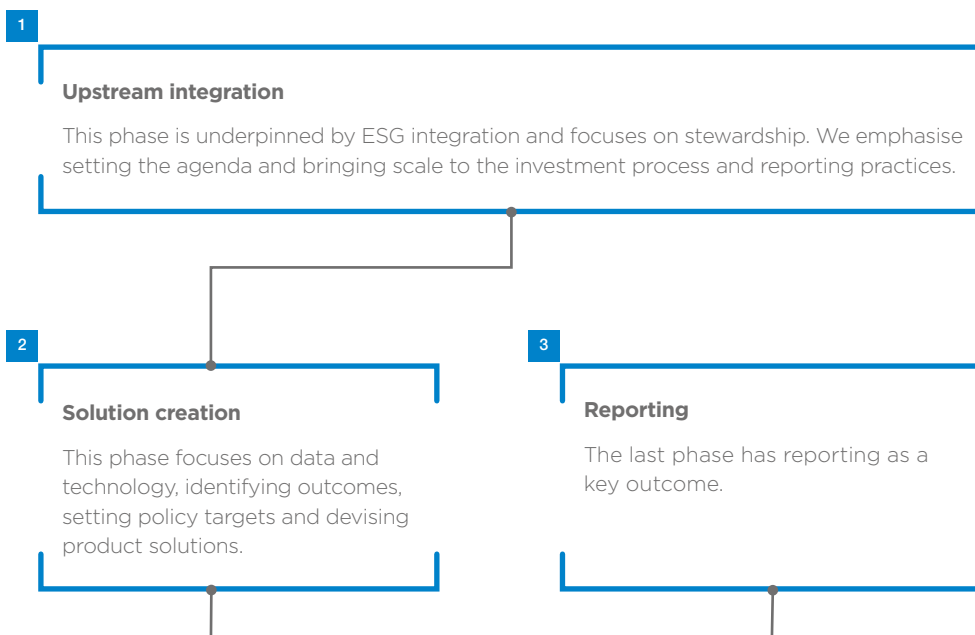 1
Upstream integration
This phase is underpinned by ESG integration and focuses on stewardship. We emphasise
setting the agenda and bringing scale to the investment process and reporting practices.
2
Solution creation
This phase focuses on data and
technology, identifying outcomes,
setting policy targets and devising
product solutions.
3
Reporting
The last phase has reporting as a
key outcome.